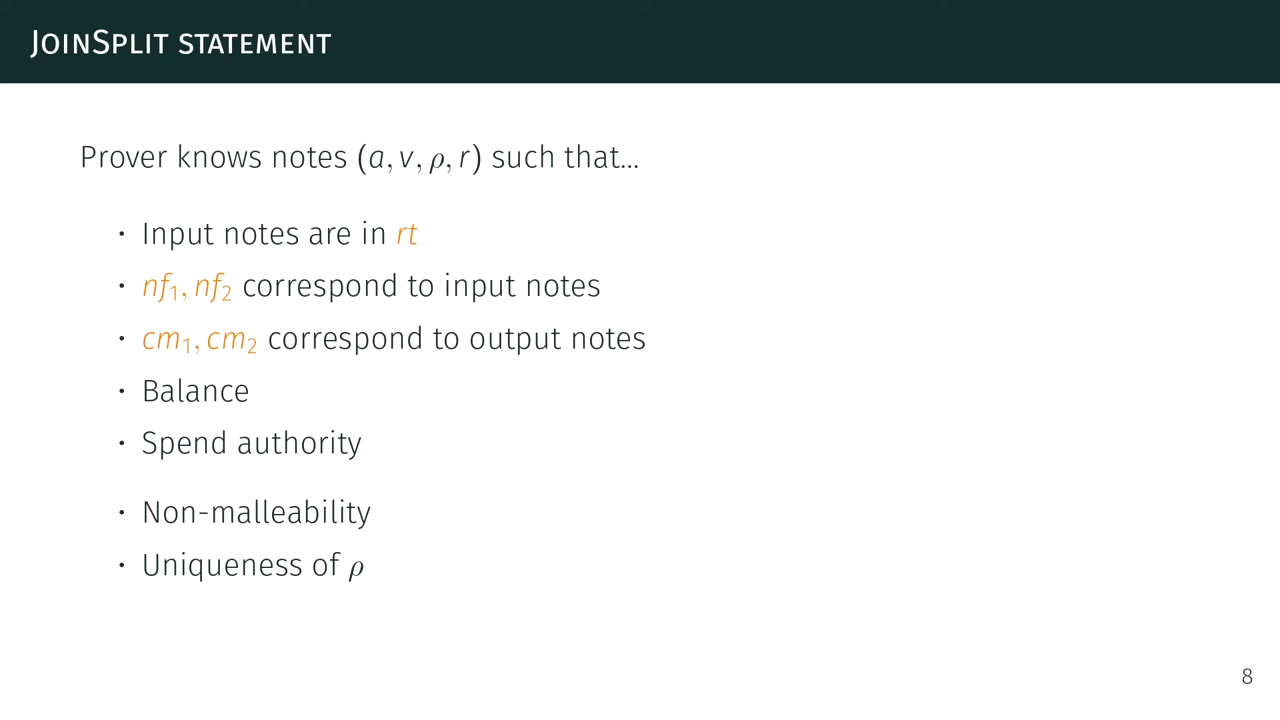 JoinSplit statement
Prover knows notes (a, v, ρ, r) such that...
• Input notes are in rt
• nf₁, nf₂ correspond to input notes
• cm₁, cm₂ correspond to output notes
• Balance
• Spend authority
• Non-malleability
• Uniqueness of ρ
8